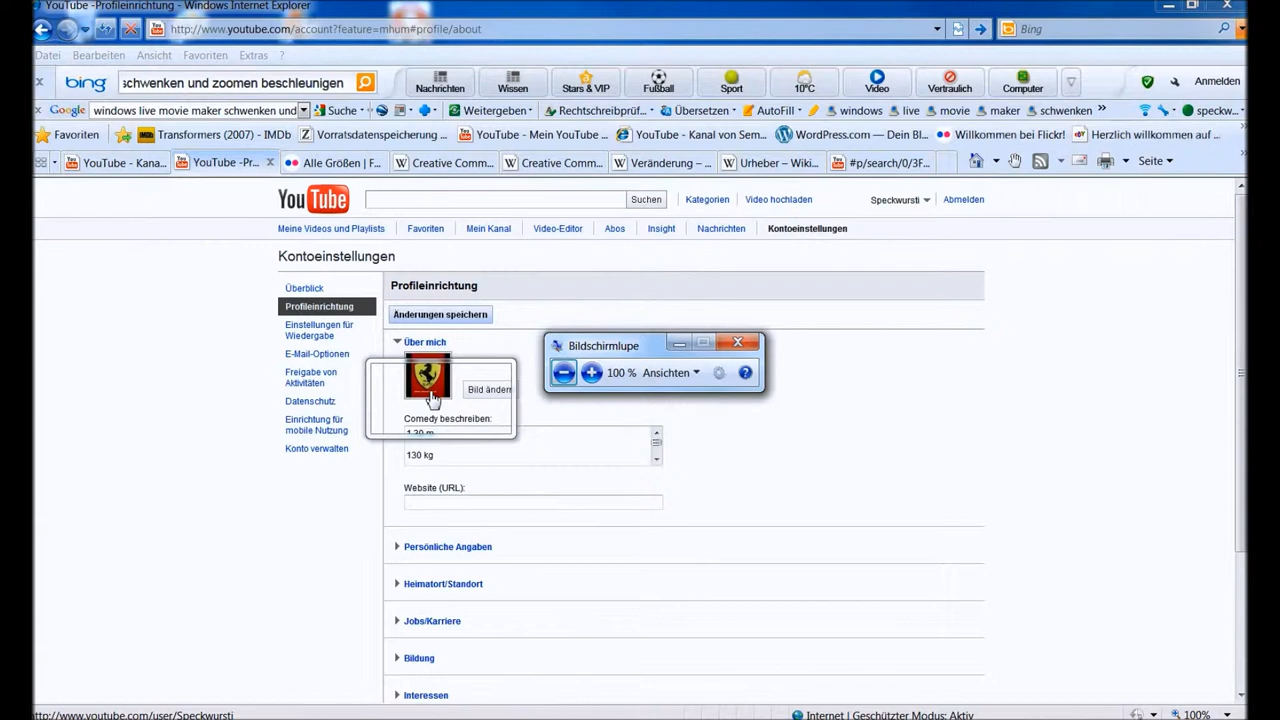 YouTube -Profileinrichtung - Windows Internet Explorer
http://www.youtube.com/account?feature=mhum#profile/about
Bing
Datei Bearbeiten Ansicht Favoriten Extras ?
bing schwenken und zoomen beschleunigen Nachrichten Wissen Stars & VIP Fußball Sport 10°C Video Vertraulich Computer Anmelden
Google windows live movie maker schwenken und Suche Weitergeben Rechtschreibprüf... Übersetzen AutoFill windows live movie maker schwenken speckw...
Favoriten Transformers (2007) - IMDb Vorratsdatenspeicherung ... YouTube - Mein YouTube ... YouTube - Kanal von Sem... WordPress.com — Dein Bl... Willkommen bei Flickr! Herzlich willkommen auf ...
YouTube - Kana... YouTube - Pr... Alle Größen | F... Creative Comm... Creative Comm... Veränderung – ... Urheber – Wiki... #p/search/0/3F... Seite
YouTube Suchen Kategorien Video hochladen Speckwursti Abmelden
Meine Videos und Playlists Favoriten Mein Kanal Video-Editor Abos Insight Nachrichten Kontoeinstellungen
Kontoeinstellungen
Überblick
Profileinrichtung
Einstellungen für
Wiedergabe
E-Mail-Optionen
Freigabe von
Aktivitäten
Datenschutz
Einrichtung für
mobile Nutzung
Konto verwalten
Profileinrichtung
Änderungen speichern
Über mich
Bild ändern
Comedy beschreiben:
1,30 m
130 kg
Website (URL):
Persönliche Angaben
Heimatort/Standort
Jobs/Karriere
Bildung
Interessen
Bildschirmlupe
100 % Ansichten
http://www.youtube.com/user/Speckwursti
Internet | Geschützter Modus: Aktiv
100%